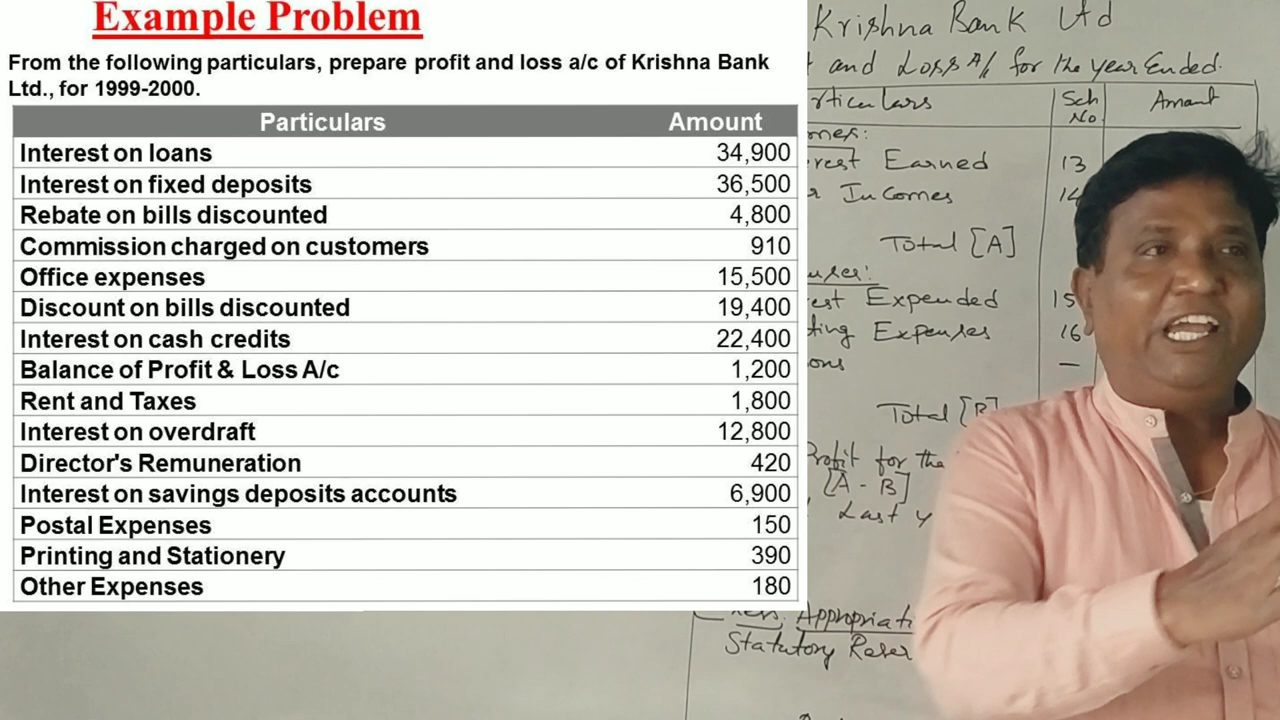 Example Problem
From the following particulars, prepare profit and loss a/c of Krishna Bank
Ltd., for 1999-2000.
Particulars Amount
Interest on loans 34,900
Interest on fixed deposits 36,500
Rebate on bills discounted 4,800
Commission charged on customers 910
Office expenses 15,500
Discount on bills discounted 19,400
Interest on cash credits 22,400
Balance of Profit & Loss A/c 1,200
Rent and Taxes 1,800
Interest on overdraft 12,800
Director's Remuneration 420
Interest on savings deposits accounts 6,900
Postal Expenses 150
Printing and Stationery 390
Other Expenses 180
Krishna Bank Ltd
and Loss A/c for the year Ended.
Sch No. Amount
Earned 13
Incomes 14
Total [A]
Expended 15
Expenses 16
—
Total [B]
Profit for the
[A - B]
Last
Less: Appropriati
Statutory Reser